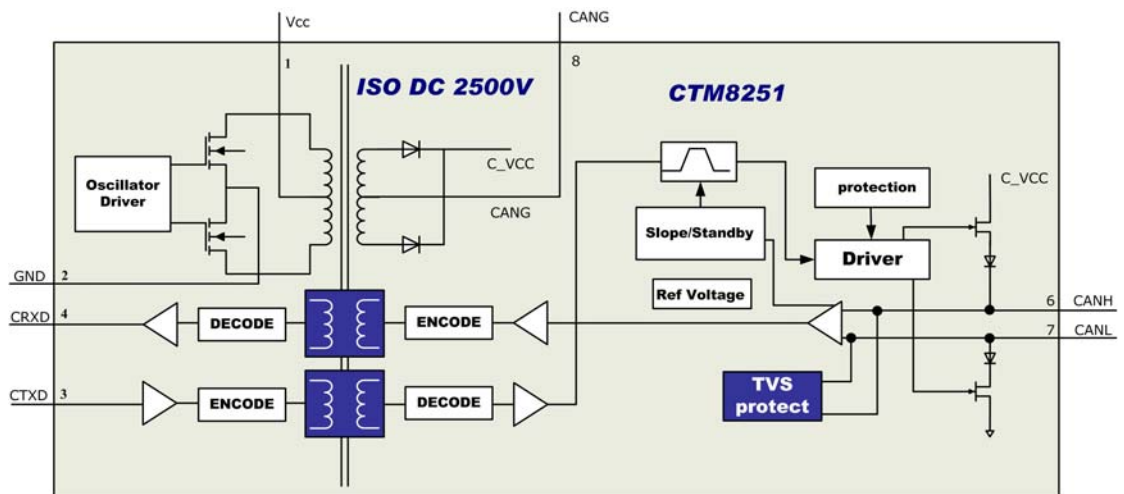 Vcc
CANG
1
8
ISO DC 2500V
CTM8251
Oscillator
Driver
C_VCC
CANG
protection
C_VCC
Slope/Standby
Driver
GND
2
Ref Voltage
6
CANH
CRXD
4
DECODE
ENCODE
7
CANL
CTXD
3
ENCODE
DECODE
TVS
protect